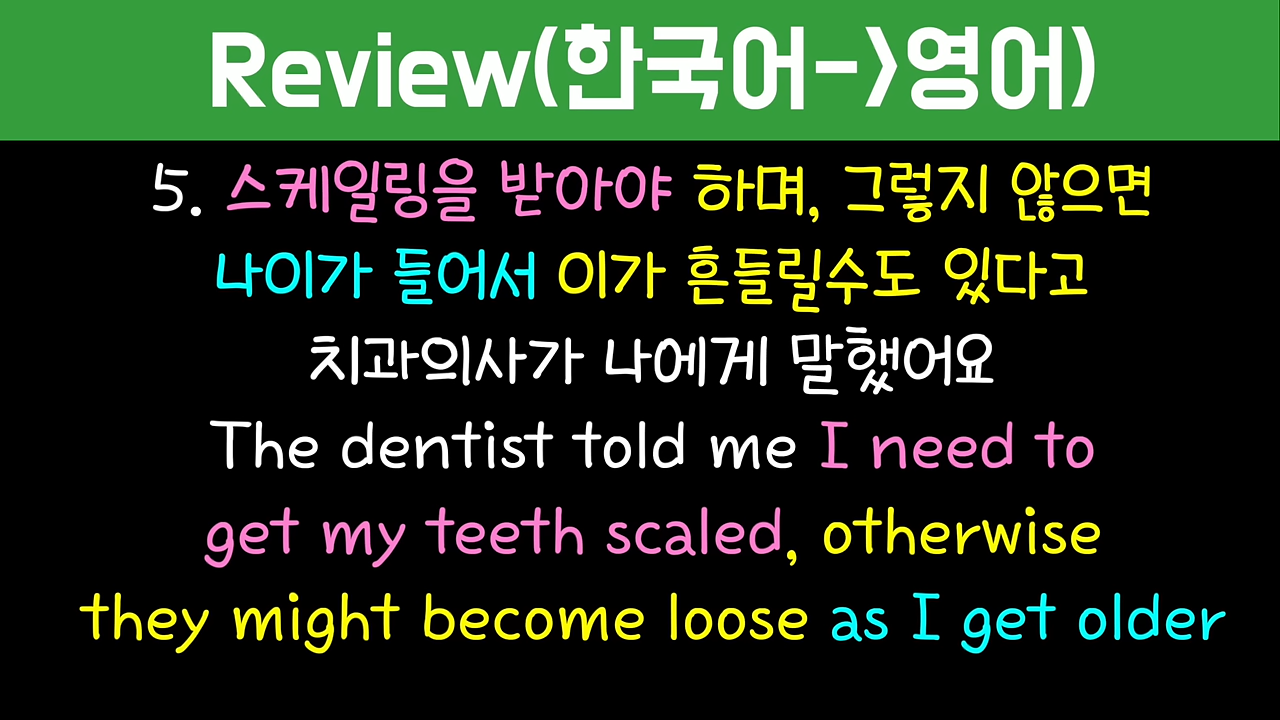 Review(한국어->영어)
5. 스케일링을 받아야 하며, 그렇지 않으면
나이가 들어서 이가 흔들릴수도 있다고
치과의사가 나에게 말했어요
The dentist told me I need to
get my teeth scaled, otherwise
they might become loose as I get older